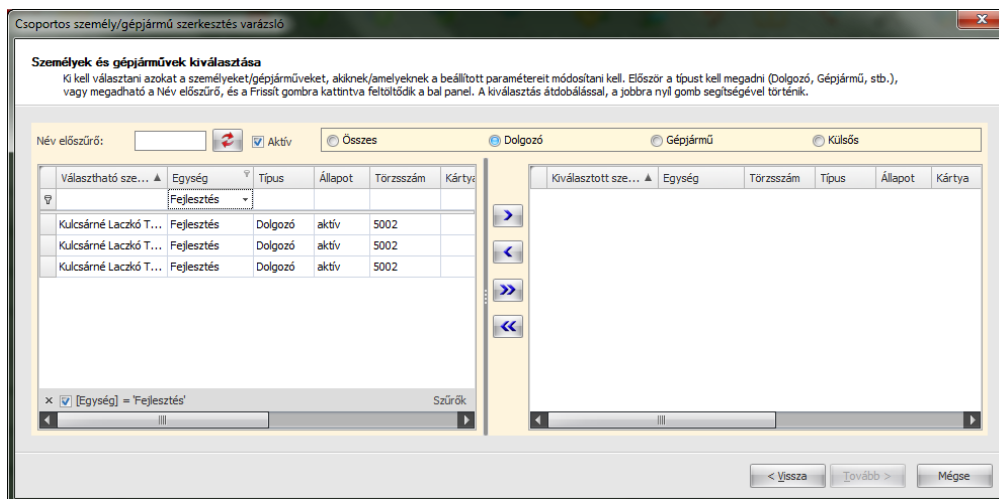 Csoportos személy/gépjármű szerkesztés varázsló
Személyek és gépjárművek kiválasztása
Ki kell választani azokat a személyeket/gépjárműveket, akiknek/amelyeknek a beállított paramétereit módosítani kell. Először a típust kell megadni (Dolgozó, Gépjármű, stb.),
vagy megadható a Név előszűrő, és a Frissít gombra kattintva feltöltődik a bal panel. A kiválasztás átdobálással, a jobbra nyíl gomb segítségével történik.
Név előszűrő: Aktív Összes Dolgozó Gépjármű Külsős
Választható sze... Egység Típus Állapot Törzsszám Kártya
Fejlesztés
Kulcsárné Laczkó T... Fejlesztés Dolgozó aktív 5002
Kulcsárné Laczkó T... Fejlesztés Dolgozó aktív 5002
Kulcsárné Laczkó T... Fejlesztés Dolgozó aktív 5002
[Egység] = 'Fejlesztés' Szűrők
Kiválasztott sze... Egység Törzsszám Típus Állapot Kártya
< Vissza Tovább > Mégse